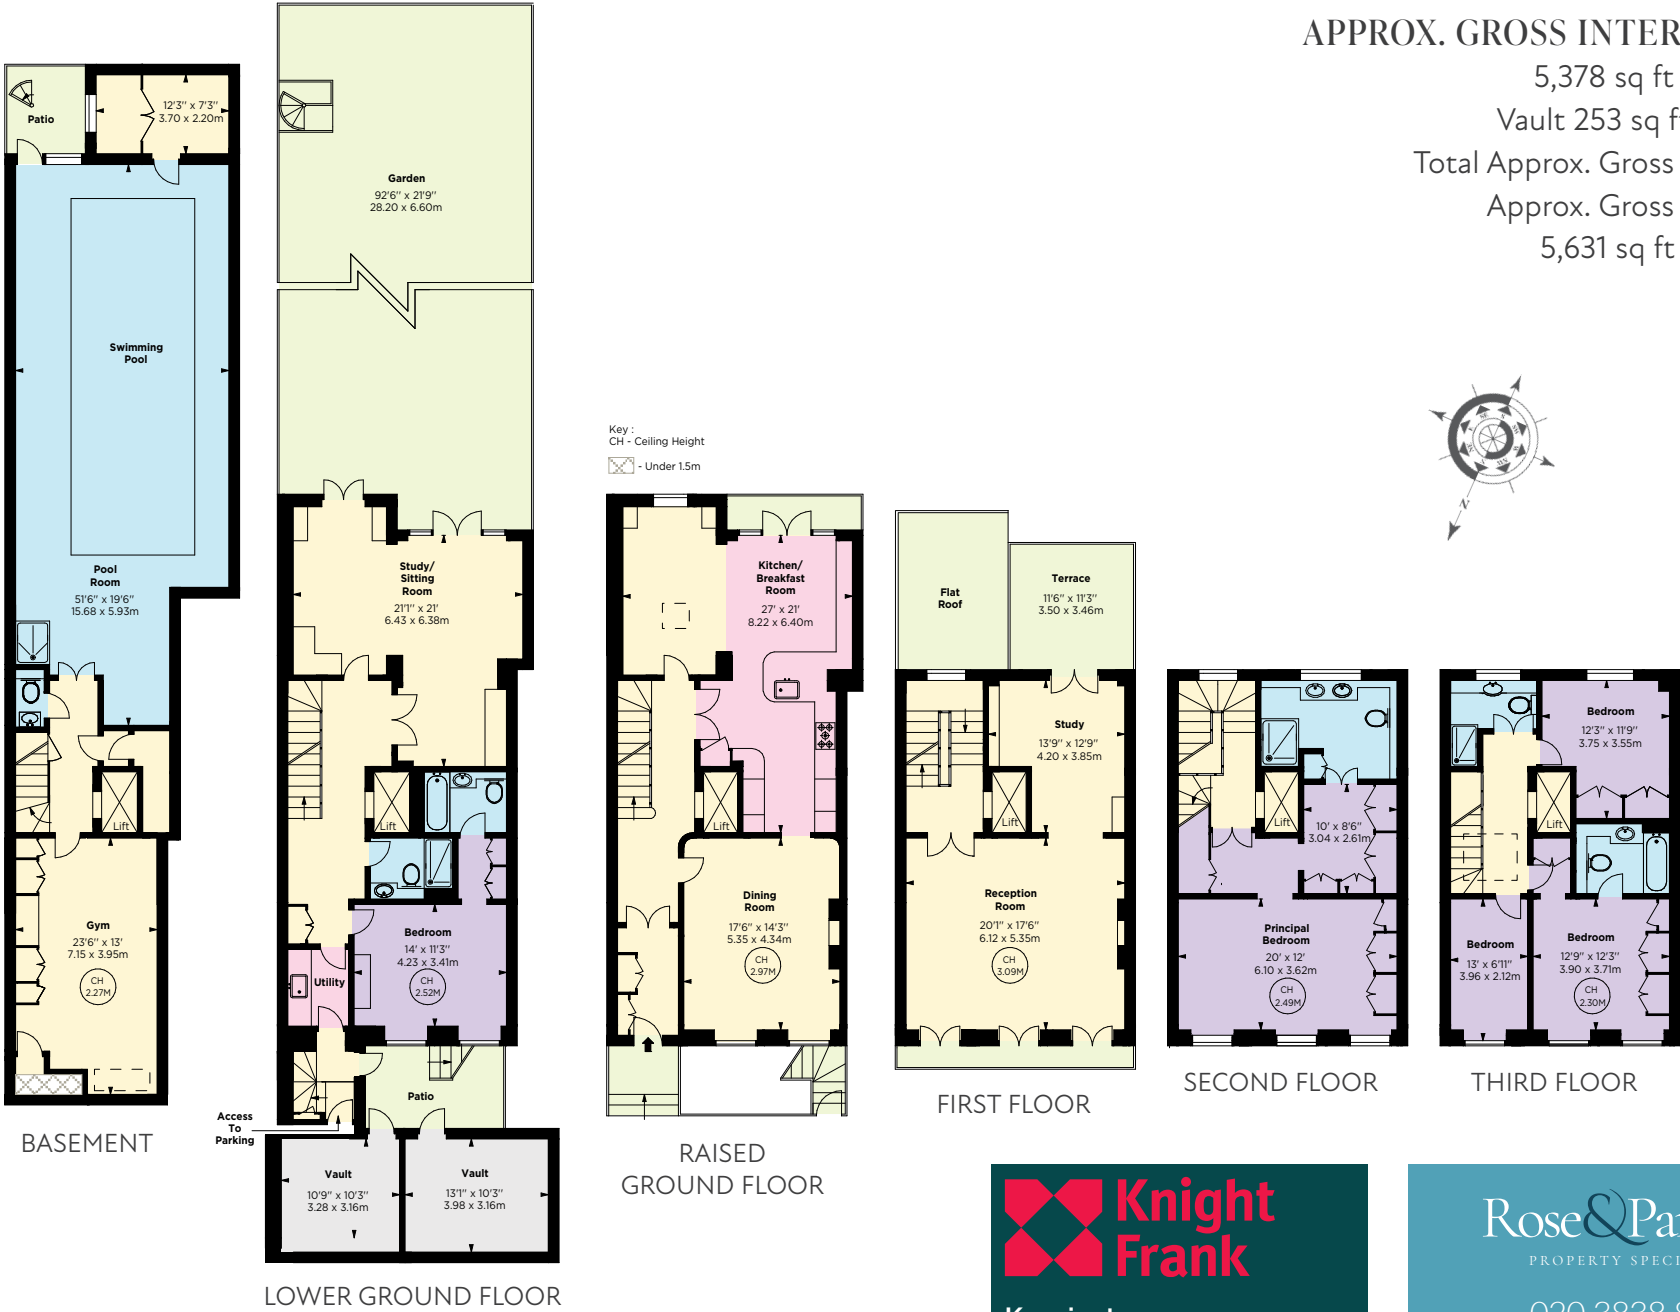 APPROX. GROSS INTER
5,378 sq ft
Vault 253 sq f
Total Approx. Gross
Approx. Gross
5,631 sq ft
Patio
12'3" x 7'3"
3.70 x 2.20m
Swimming
Pool
Pool
Room
51'6" x 19'6"
15.68 x 5.93m
Lift
Gym
23'6" x 13'
7.15 x 3.95m
CH
2.27M
BASEMENT
Garden
92'6" x 21'9"
28.20 x 6.60m
Study/
Sitting
Room
21'1" x 21'
6.43 x 6.38m
Lift
Bedroom
14' x 11'3"
4.23 x 3.41m
CH
2.52M
Utility
Patio
Access
To
Parking
Vault
10'9" x 10'3"
3.28 x 3.16m
Vault
13'1" x 10'3"
3.98 x 3.16m
LOWER GROUND FLOOR
Key :
CH - Ceiling Height
- Under 1.5m
Kitchen/
Breakfast
Room
27' x 21'
8.22 x 6.40m
Lift
Dining
Room
17'6" x 14'3"
5.35 x 4.34m
CH
2.97M
RAISED
GROUND FLOOR
Flat
Roof
Terrace
11'6" x 11'3"
3.50 x 3.46m
Study
13'9" x 12'9"
4.20 x 3.85m
Lift
Reception
Room
20'1" x 17'6"
6.12 x 5.35m
CH
3.09M
FIRST FLOOR
Lift
10' x 8'6"
3.04 x 2.61m
Principal
Bedroom
20' x 12'
6.10 x 3.62m
CH
2.49M
SECOND FLOOR
Bedroom
12'3" x 11'9"
3.75 x 3.55m
Lift
Bedroom
13' x 6'11"
3.96 x 2.12m
Bedroom
12'9" x 12'3"
3.90 x 3.71m
CH
2.30M
THIRD FLOOR
N
Knight
Frank
Rose&Pa
PROPERTY SPECI
020 3838